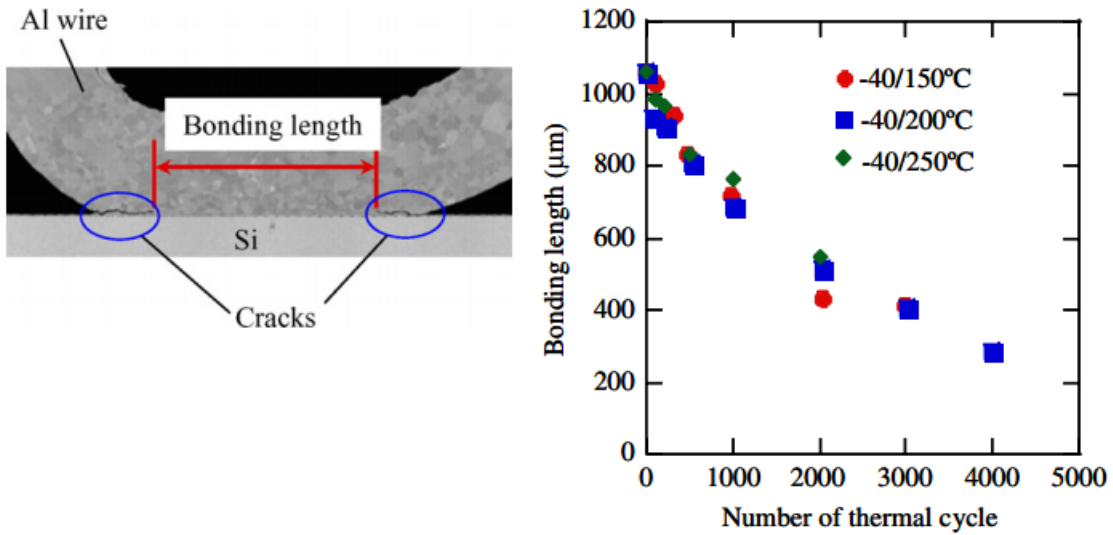 Al wire
Bonding length
Si
Cracks
1200
1000
800
600
400
200
0
Bonding length (μm)
-40/150ºC
-40/200ºC
-40/250ºC
0 1000 2000 3000 4000 5000
Number of thermal cycle